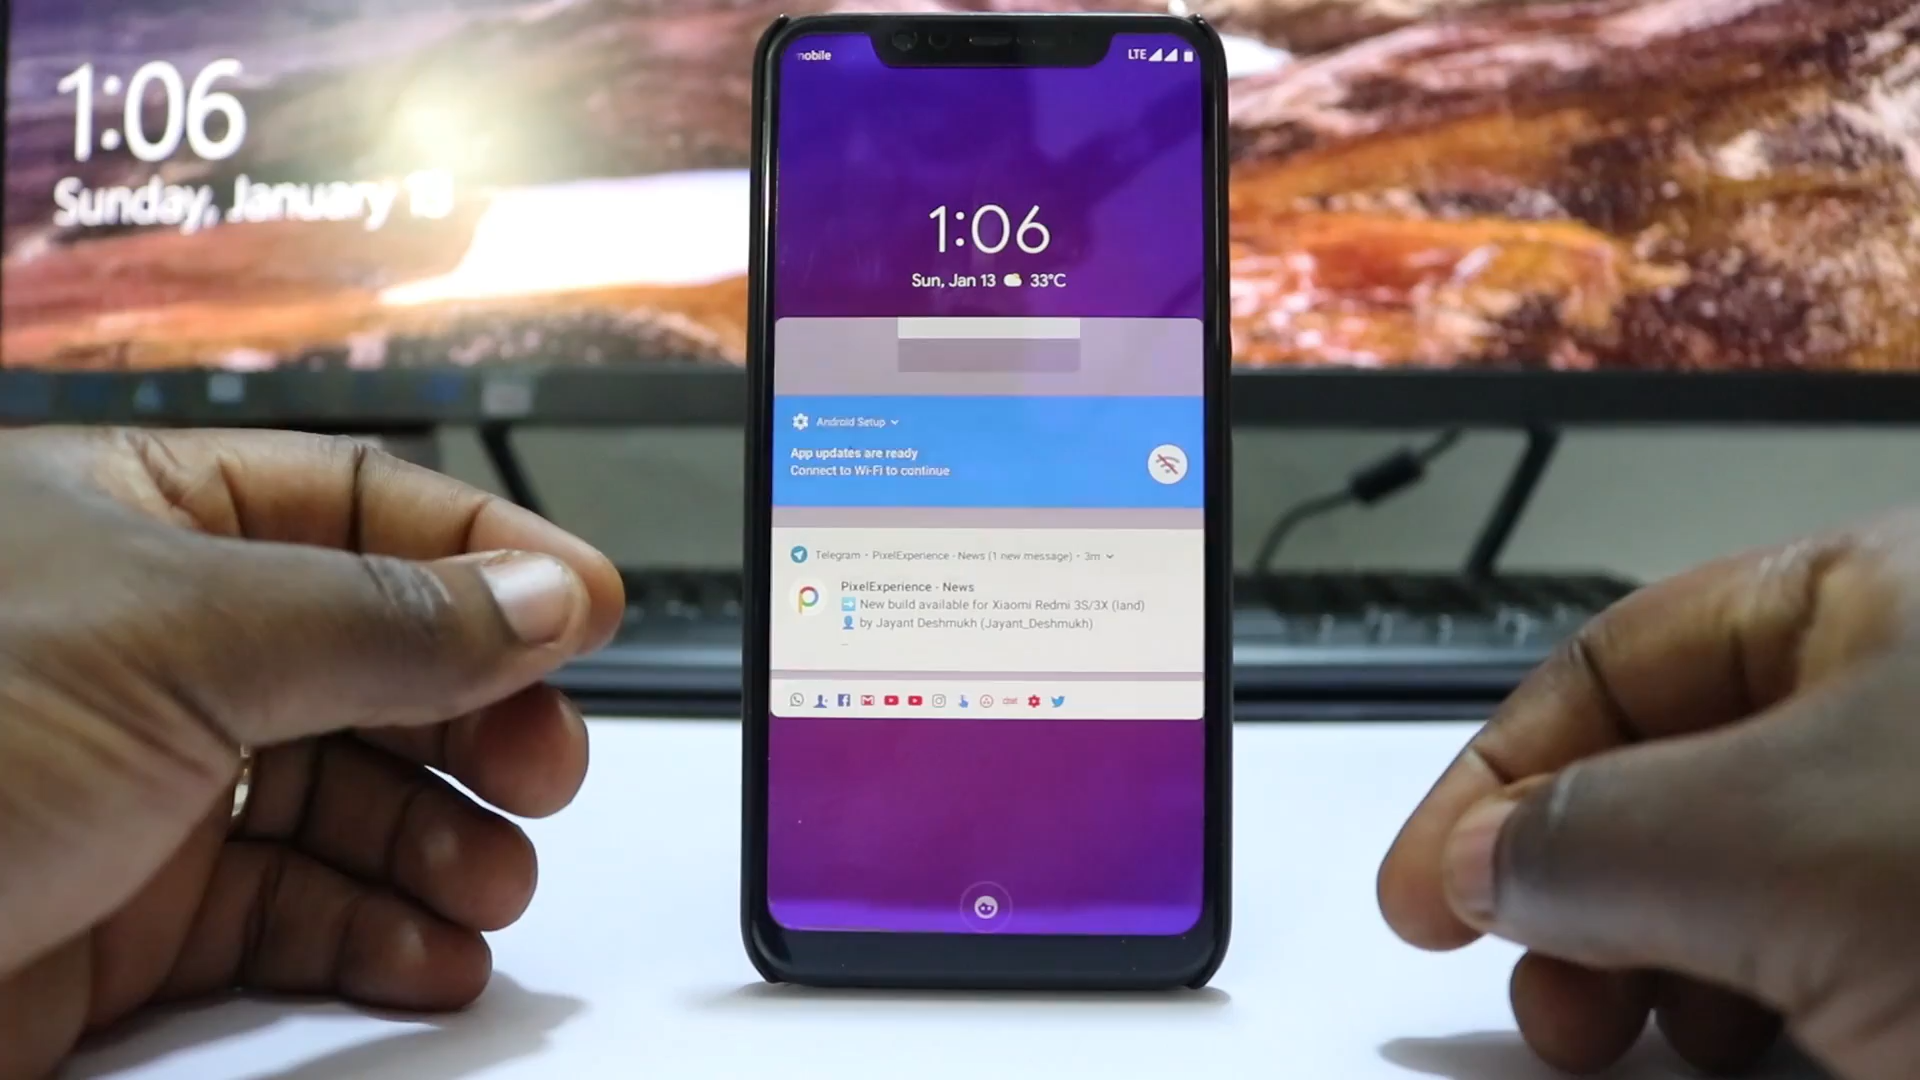 1:06
Sunday, January 13
mobile
LTE
1:06
Sun, Jan 13 33°C
Android Setup
App updates are ready
Connect to Wi-Fi to continue
Telegram • PixelExperience - News (1 new message) • 3m
PixelExperience - News
New build available for Xiaomi Redmi 3S/3X (land)
by Jayant Deshmukh (Jayant_Deshmukh)
...